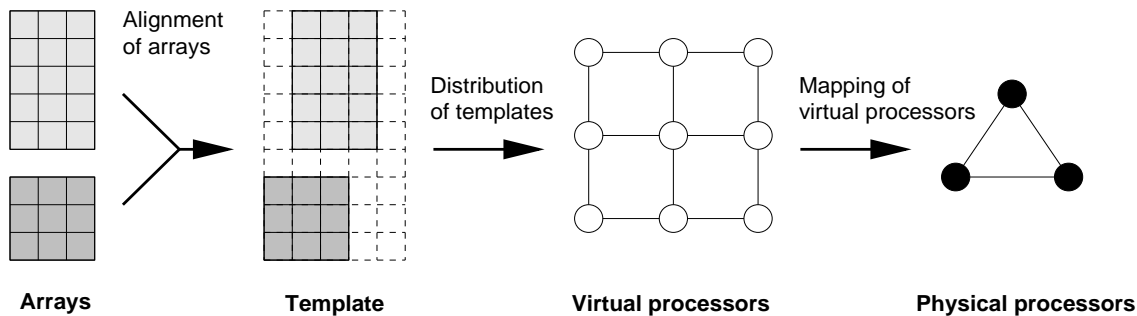 Alignment
of arrays
Distribution
of templates
Mapping of
virtual processors
Arrays
Template
Virtual processors
Physical processors